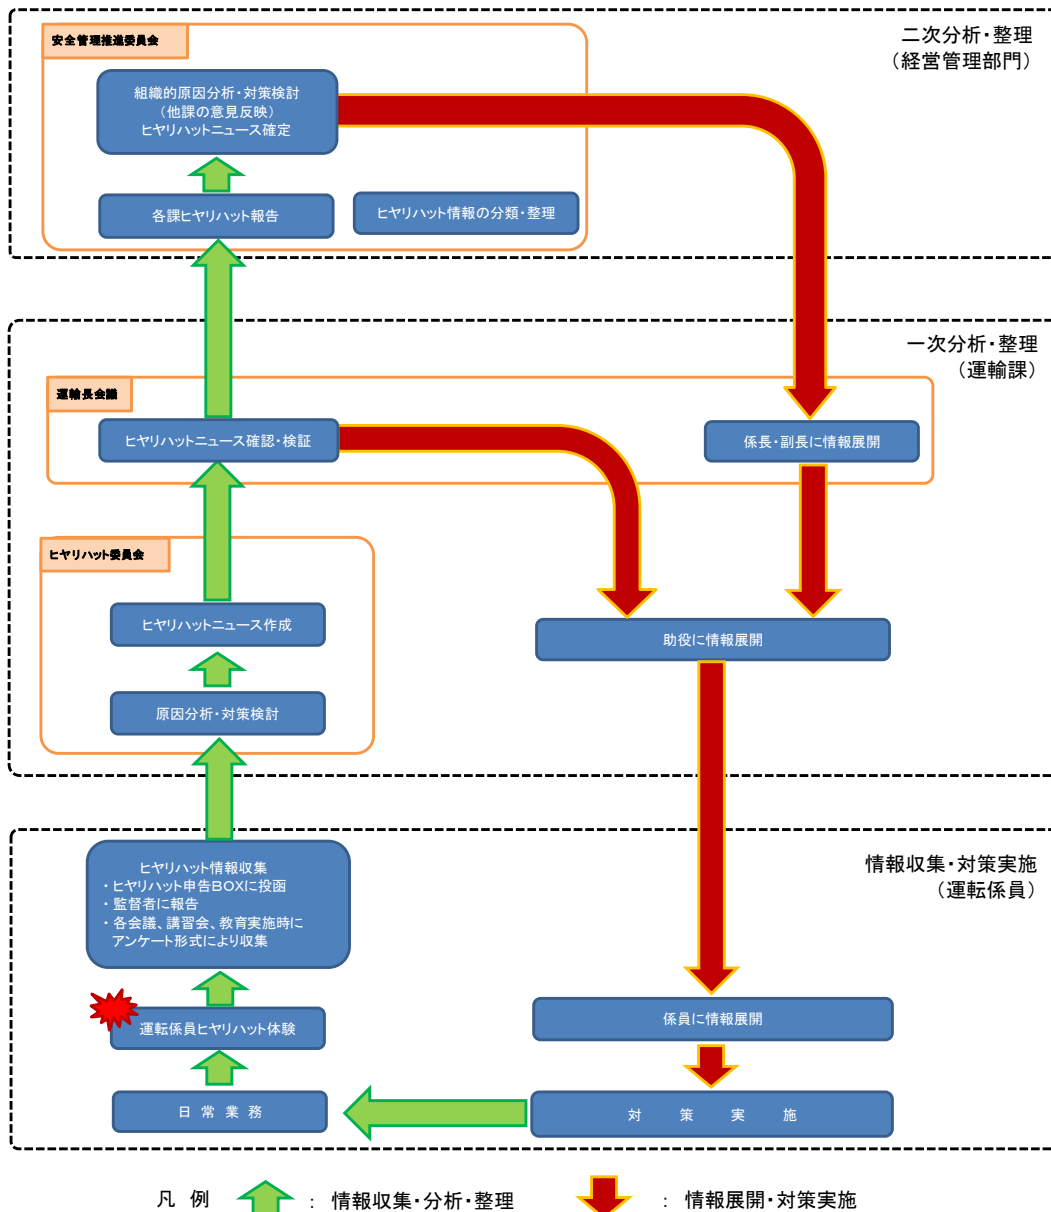 二次分析・整理
（経営管理部門）
安全管理推進委員会
組織的原因分析・対策検討
（他課の意見反映）
ヒヤリハットニュース確定
各課ヒヤリハット報告
ヒヤリハット情報の分類・整理
一次分析・整理
（運輸課）
運輸長会議
ヒヤリハットニュース確認・検証
係長・副長に情報展開
ヒヤリハット委員会
ヒヤリハットニュース作成
助役に情報展開
原因分析・対策検討
情報収集・対策実施
（運転係員）
ヒヤリハット情報収集
・ヒヤリハット申告BOXに投函
・監督者に報告
・各会議、講習会、教育実施時に
アンケート形式により収集
運転係員ヒヤリハット体験
係員に情報展開
日 常 業 務
対 策 実 施
凡 例 ： 情報収集・分析・整理 ： 情報展開・対策実施